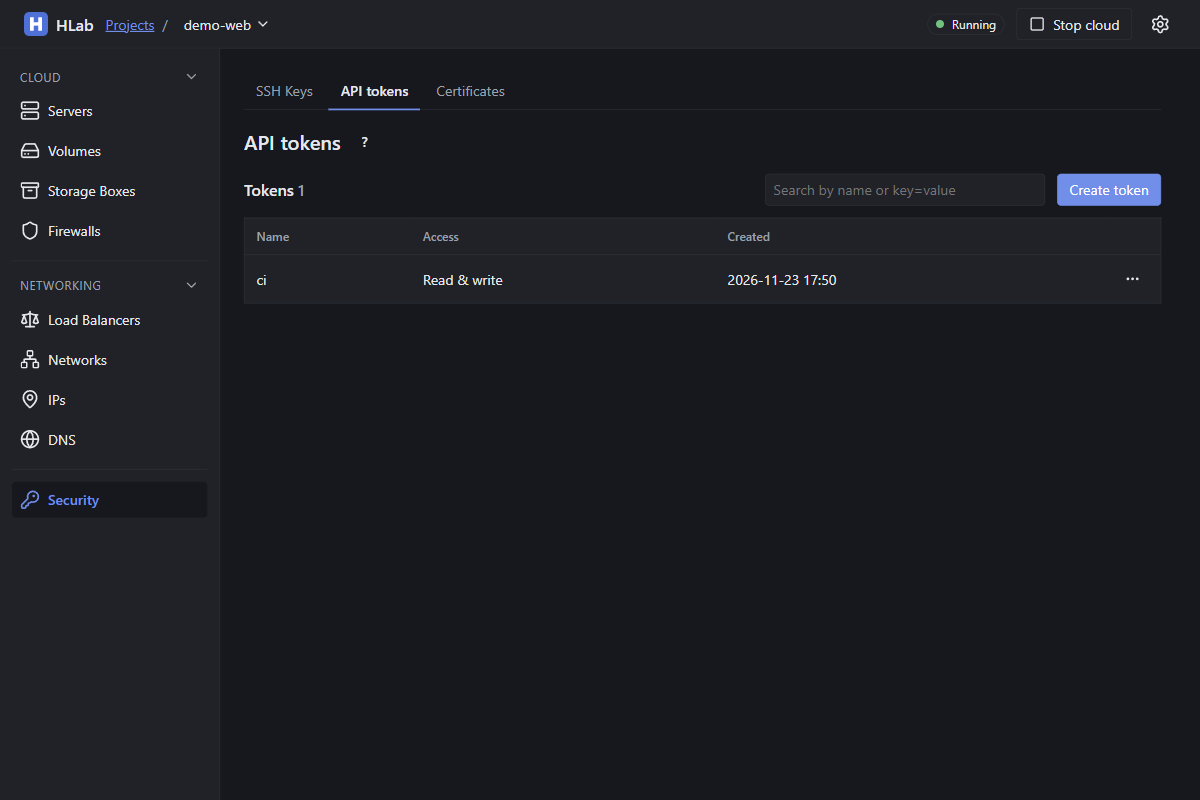 H HLab Projects / demo-web Running Stop cloud
CLOUD
Servers
Volumes
Storage Boxes
Firewalls
NETWORKING
Load Balancers
Networks
IPs
DNS
Security
SSH Keys API tokens Certificates
API tokens ?
Tokens 1 Search by name or key=value Create token
Name Access Created
ci Read & write 2026-11-23 17:50